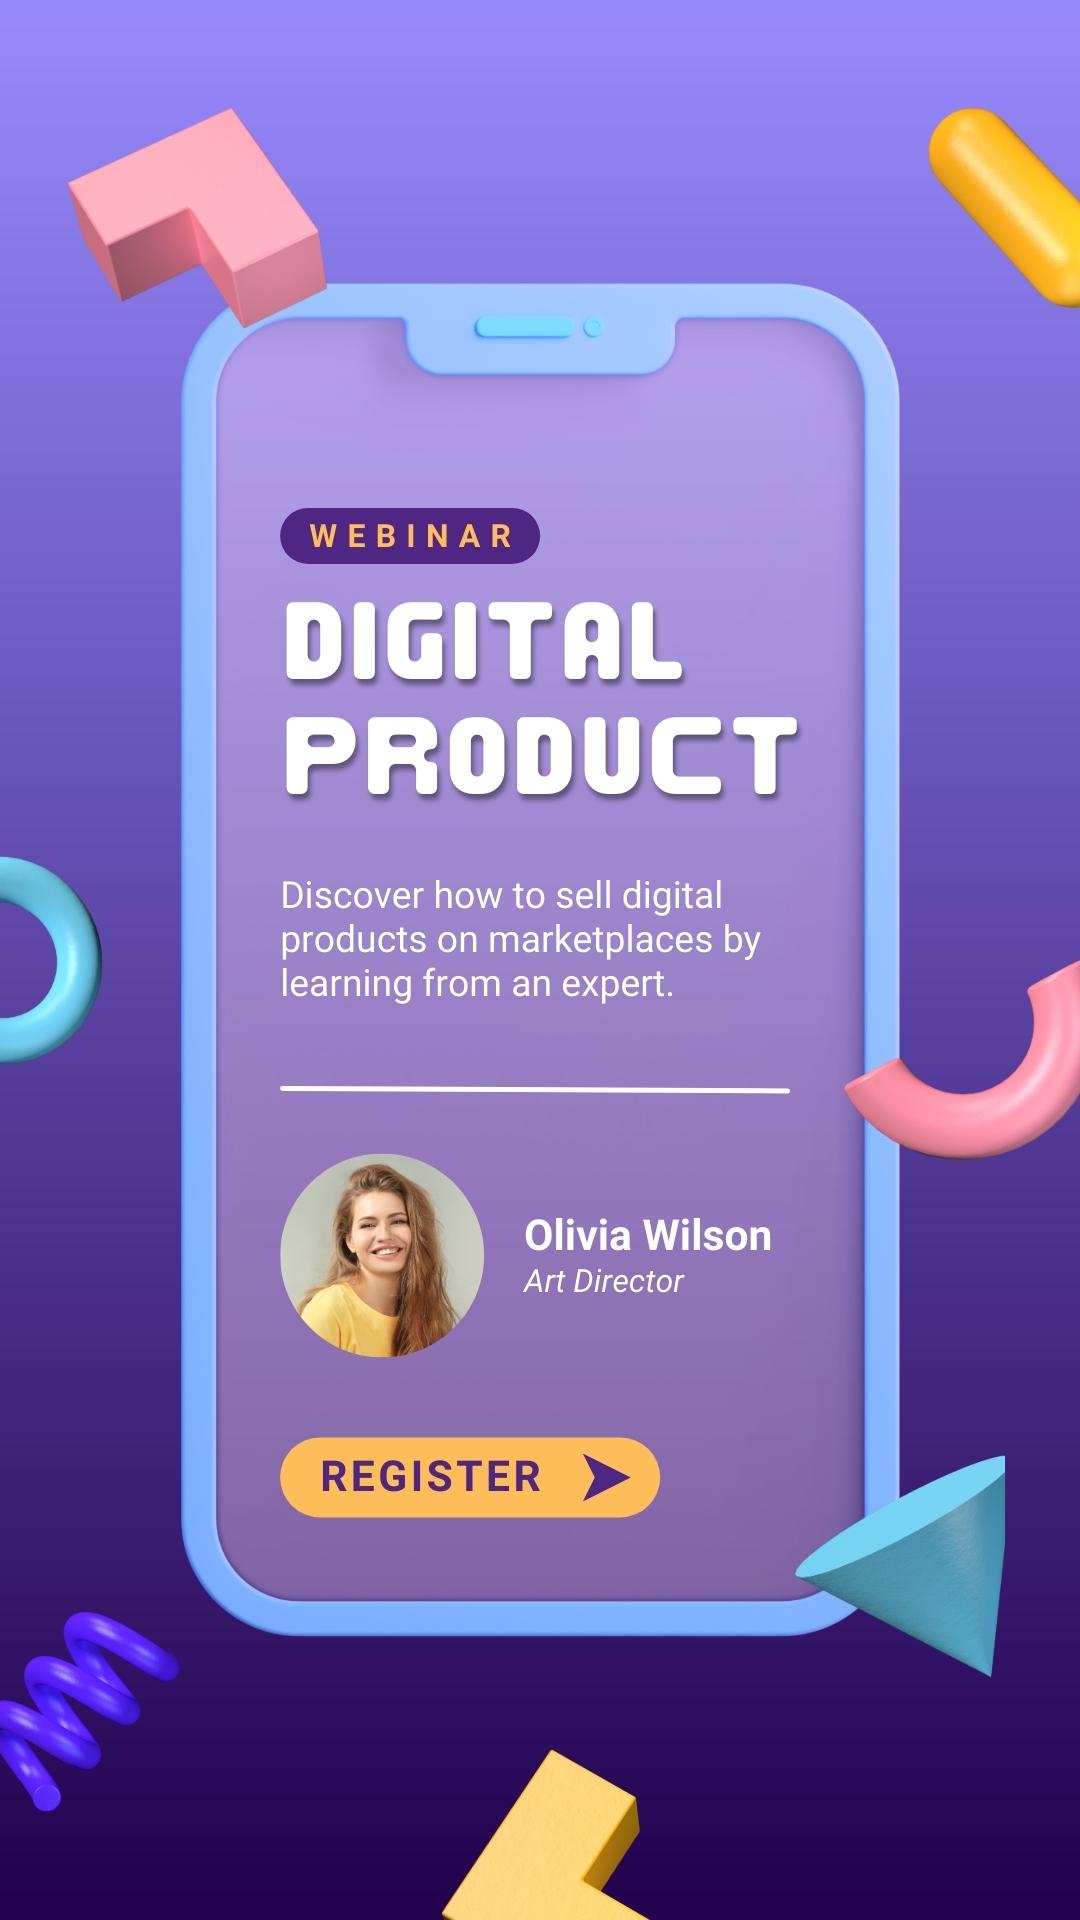 WEBINAR
DIGITAL
PRODUCT
Discover how to sell digital
products on marketplaces by
learning from an expert.
Olivia Wilson
Art Director
REGISTER